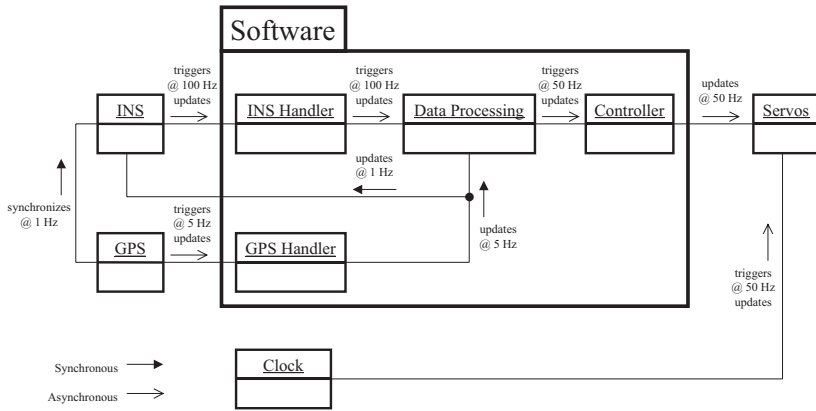 Software
triggers
@ 100 Hz
updates
triggers
@ 100 Hz
updates
triggers
@ 50 Hz
updates
updates
@ 50 Hz
INS
INS Handler
Data Processing
Controller
Servos
updates
@ 1 Hz
synchronizes
@ 1 Hz
triggers
@ 5 Hz
updates
updates
@ 5 Hz
GPS
GPS Handler
triggers
@ 50 Hz
updates
Clock
Synchronous
Asynchronous